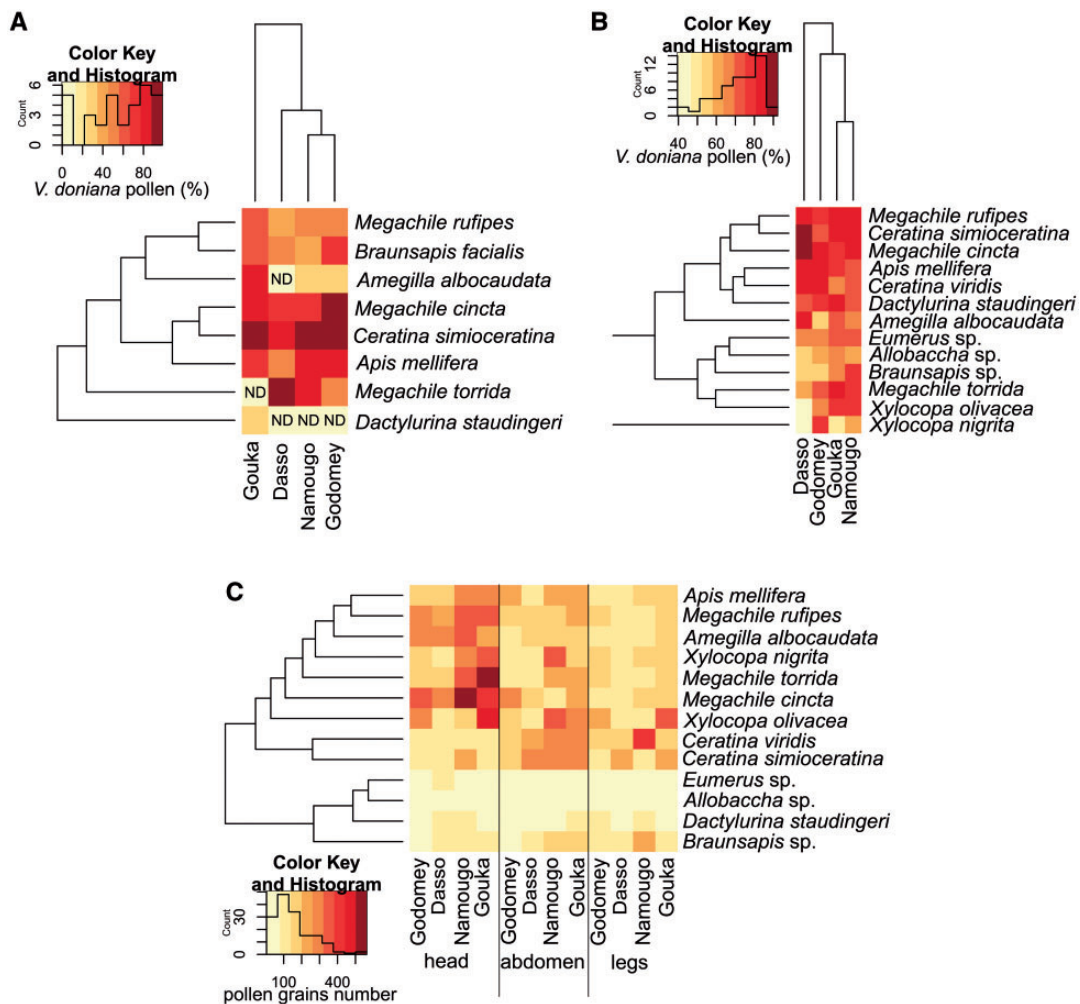 A
Color Key
and Histogram
Count
0 3 6
0 40 80
V. doniana pollen (%)
Megachile rufipes
Braunsapis facialis
ND
Amegilla albocaudata
Megachile cincta
Ceratina simioceratina
Apis mellifera
ND
Megachile torrida
ND ND ND
Dactylurina staudingeri
Gouka
Dasso
Namougo
Godomey
B
Color Key
and Histogram
Count
0 4 12
40 60 80
V. doniana pollen (%)
Megachile rufipes
Ceratina simioceratina
Megachile cincta
Apis mellifera
Ceratina viridis
Dactylurina staudingeri
Amegilla albocaudata
Eumerus sp.
Allobaccha sp.
Braunsapis sp.
Megachile torrida
Xylocopa olivacea
Xylocopa nigrita
Dasso
Godomey
Gouka
Namougo
C
Apis mellifera
Megachile rufipes
Amegilla albocaudata
Xylocopa nigrita
Megachile torrida
Megachile cincta
Xylocopa olivacea
Ceratina viridis
Ceratina simioceratina
Eumerus sp.
Allobaccha sp.
Dactylurina staudingeri
Braunsapis sp.
Color Key
and Histogram
Count
0 30
100 400
pollen grains number
Godomey
Dasso
Namougo
Gouka
Godomey
Dasso
Namougo
Gouka
Godomey
Dasso
Namougo
Gouka
head
abdomen
legs